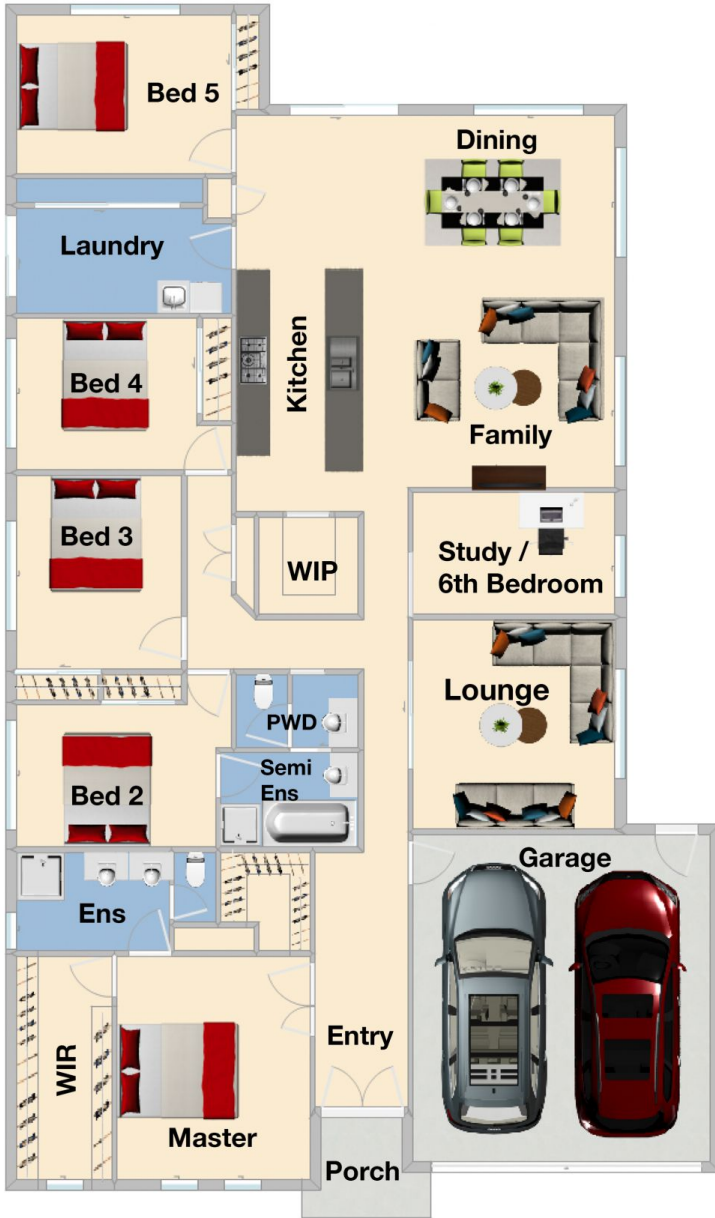 Bed 5
Dining
Laundry
Kitchen
Bed 4
Family
Bed 3
WIP
Study /
6th Bedroom
Lounge
PWD
Semi
Ens
Bed 2
Garage
Ens
WIR
Entry
Master
Porch